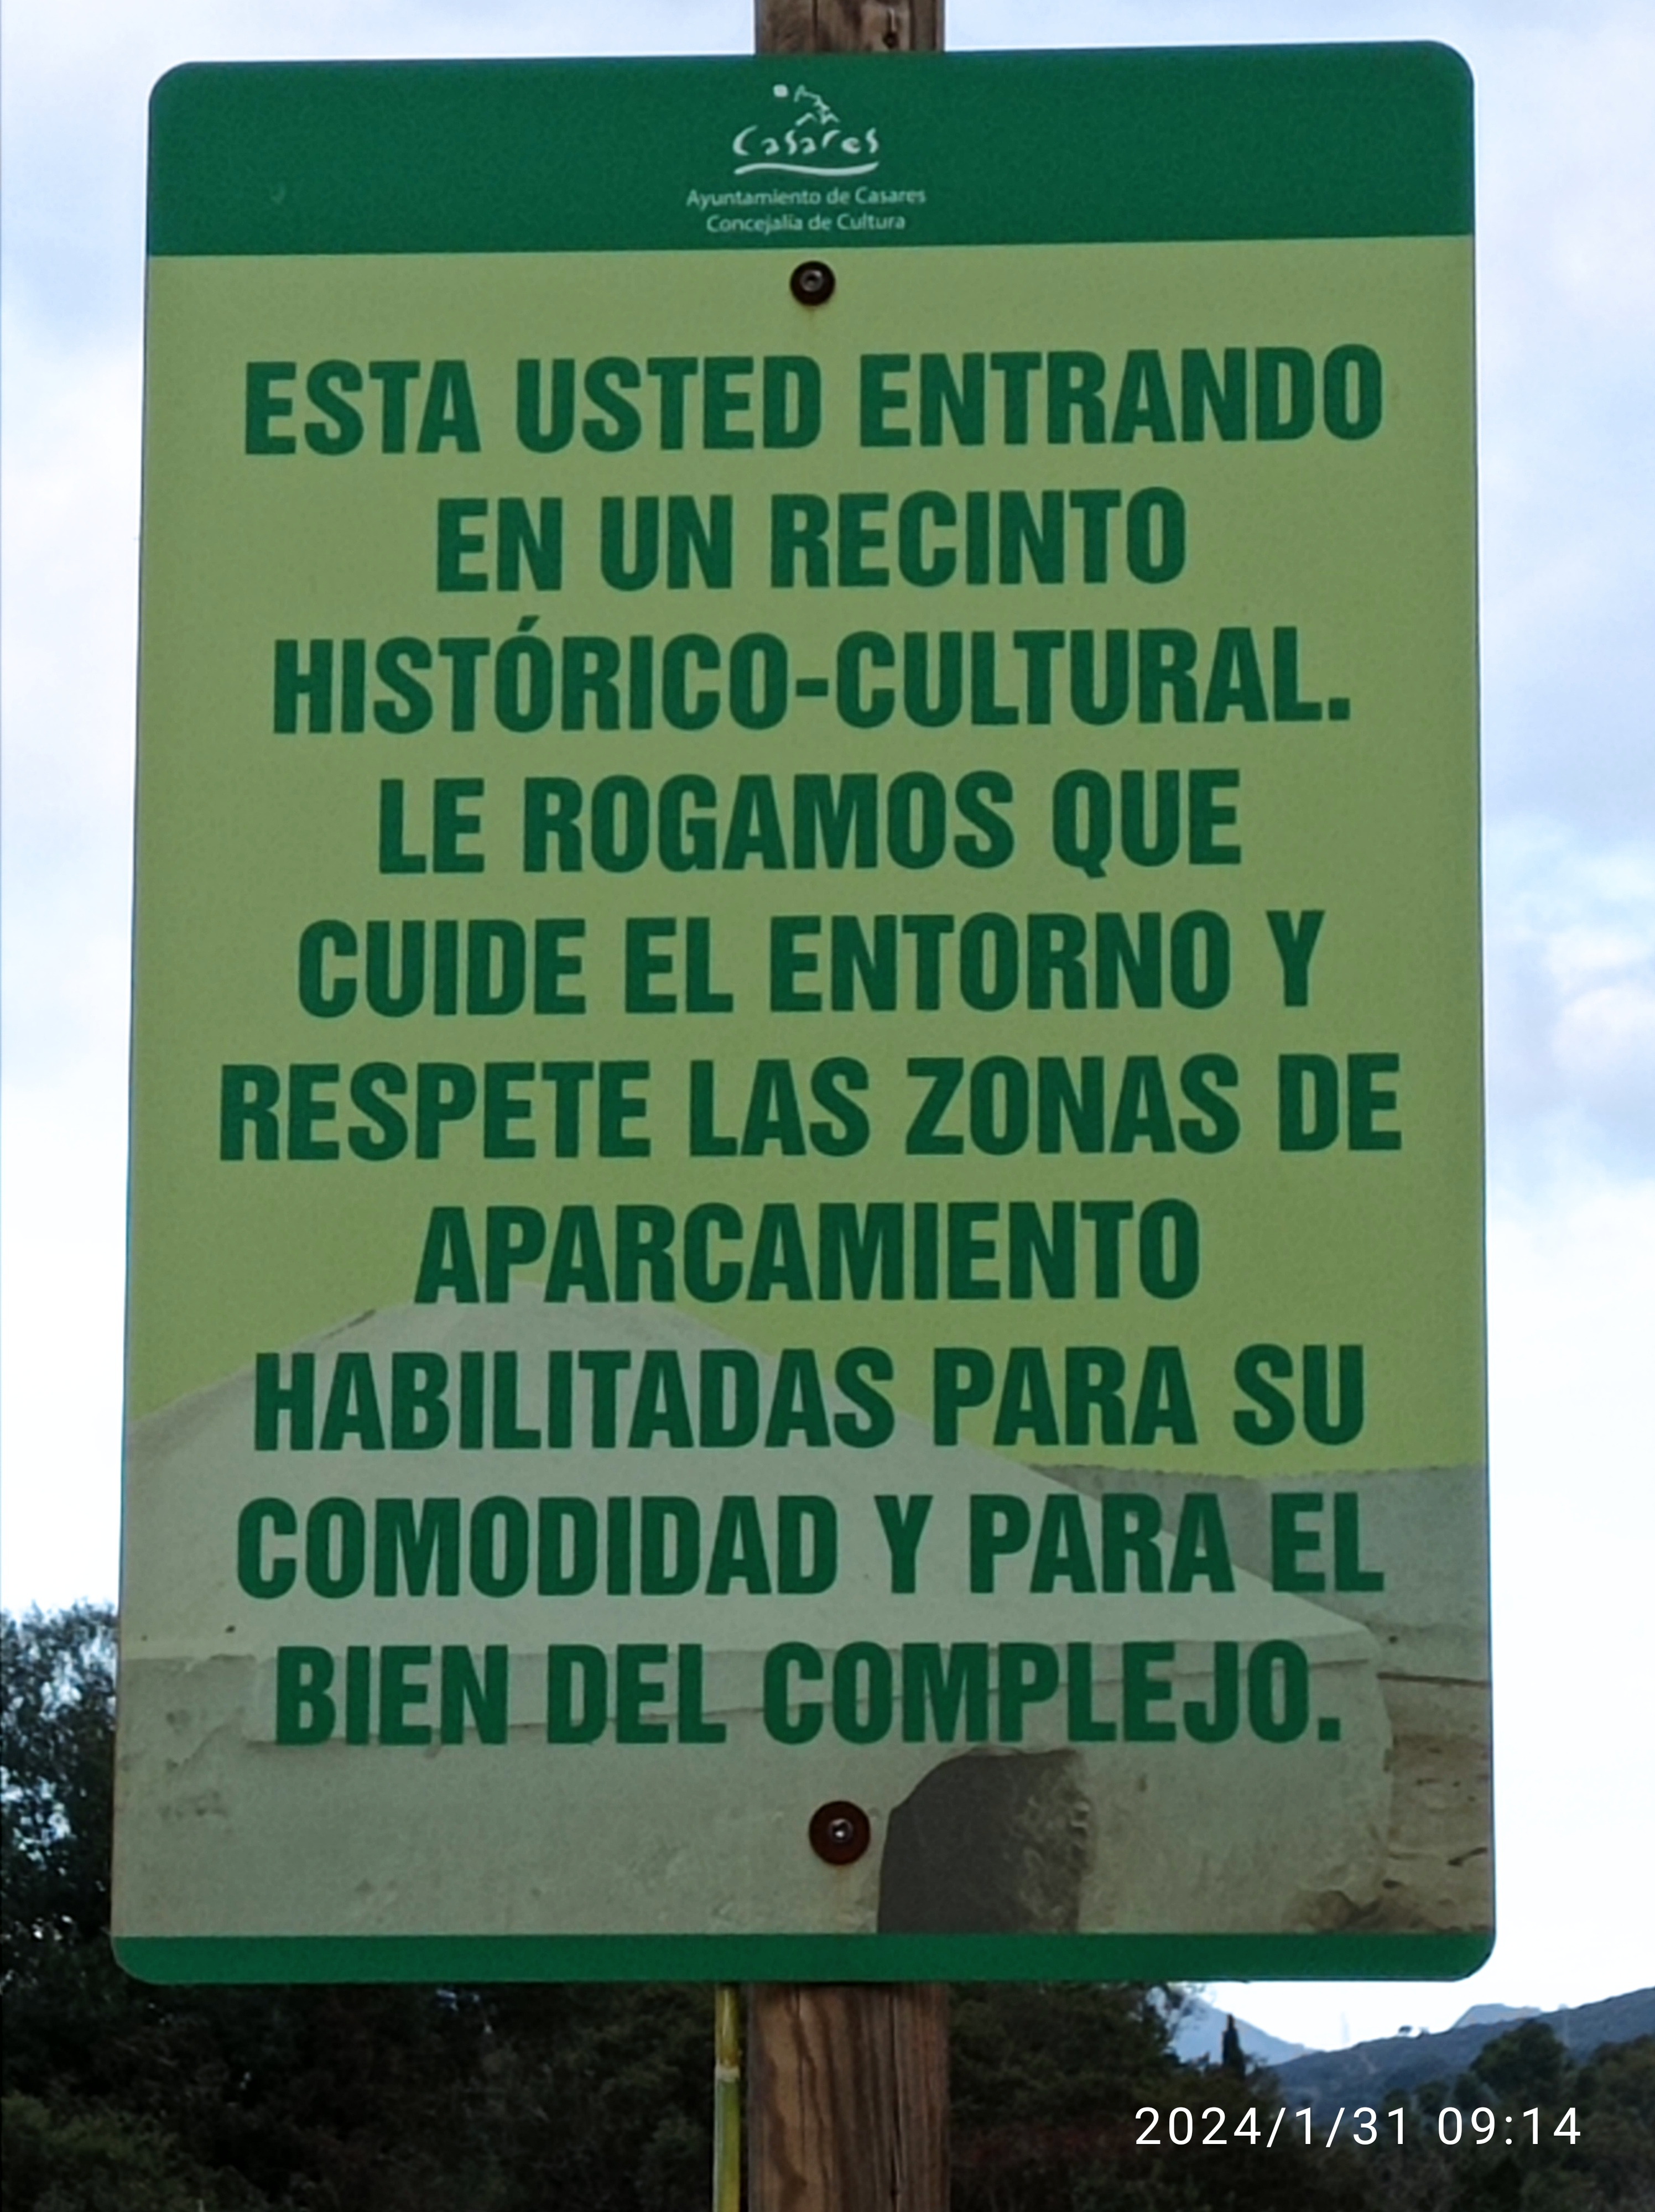 Casares
Ayuntamiento de Casares
Concejalía de Cultura
ESTA USTED ENTRANDO
EN UN RECINTO
HISTÓRICO-CULTURAL.
LE ROGAMOS QUE
CUIDE EL ENTORNO Y
RESPETE LAS ZONAS DE
APARCAMIENTO
HABILITADAS PARA SU
COMODIDAD Y PARA EL
BIEN DEL COMPLEJO.
2024/1/31 09:14